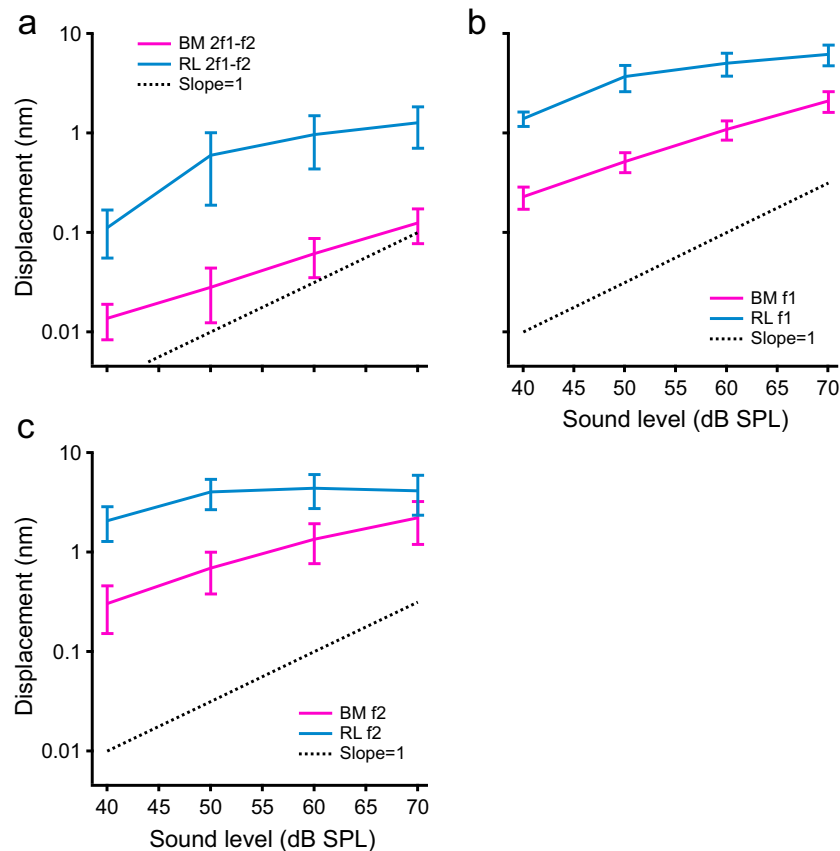 a
BM 2f1-f2
RL 2f1-f2
Slope=1
10
1
0.1
0.01
Displacement (nm)
b
BM f1
RL f1
Slope=1
40 45 50 55 60 65 70
Sound level (dB SPL)
c
10
1
0.1
0.01
Displacement (nm)
BM f2
RL f2
Slope=1
40 45 50 55 60 65 70
Sound level (dB SPL)